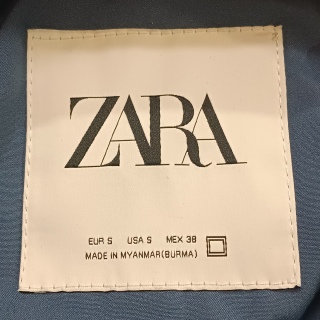 ZARA
EUR S USA S MEX 38
MADE IN MYANMAR(BURMA)